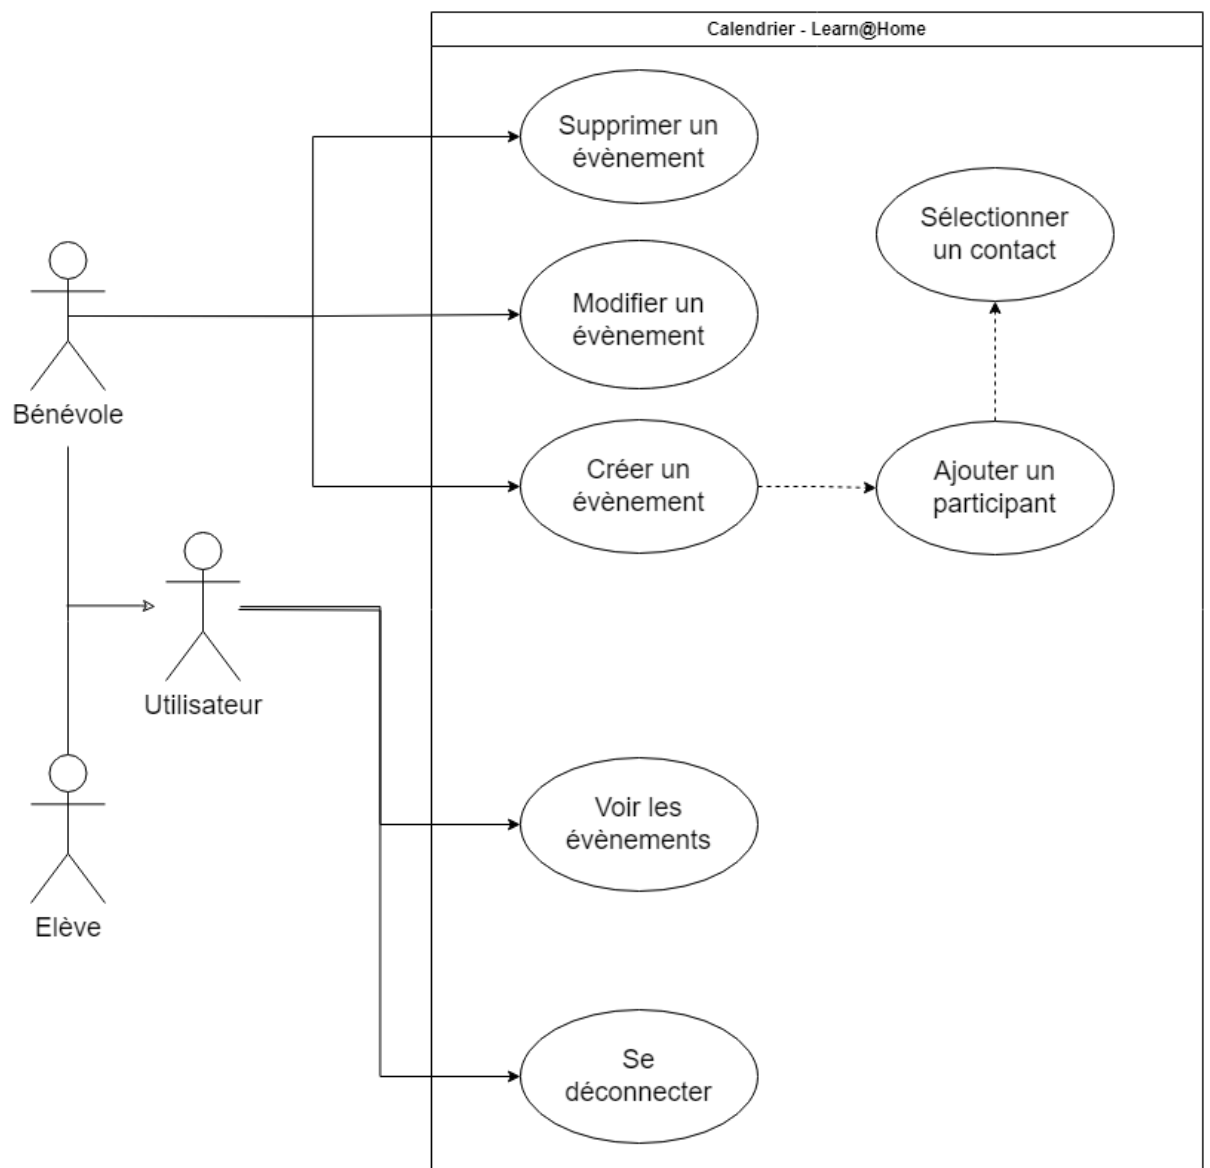 Calendrier - Learn@Home
Supprimer un
évènement
Sélectionner
un contact
Modifier un
évènement
Bénévole
Créer un
évènement
Ajouter un
participant
Utilisateur
Voir les
évènements
Elève
Se
déconnecter